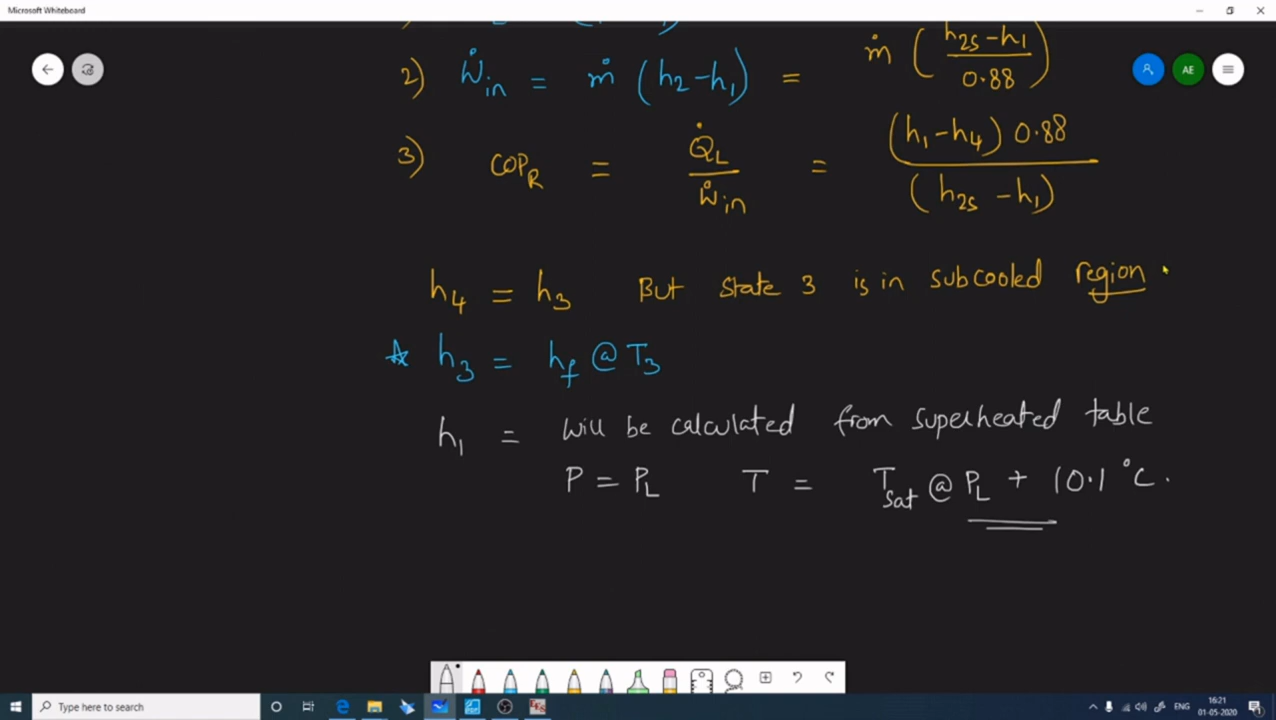 Microsoft Whiteboard
AE
2) Ẇin = ṁ (h2-h1) = ṁ (h2s-h1 / 0.88)
3) COPR = Q̇L / Ẇin = (h1-h4) 0.88 / (h2s-h1)
h4 = h3 But state 3 is in subcooled region.
☆ h3 = hf @ T3
h1 = will be calculated from superheated table
P = PL T = Tsat @ PL + 10.1 °C.
Type here to search
ENG
16:21
01-05-2020